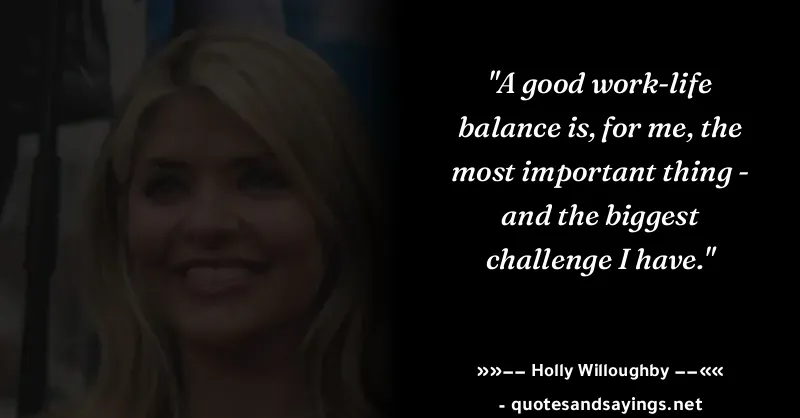 "A good work-life
balance is, for me, the
most important thing -
and the biggest
challenge I have."
»»−− Holly Willoughby −−««
- quotesandsayings.net